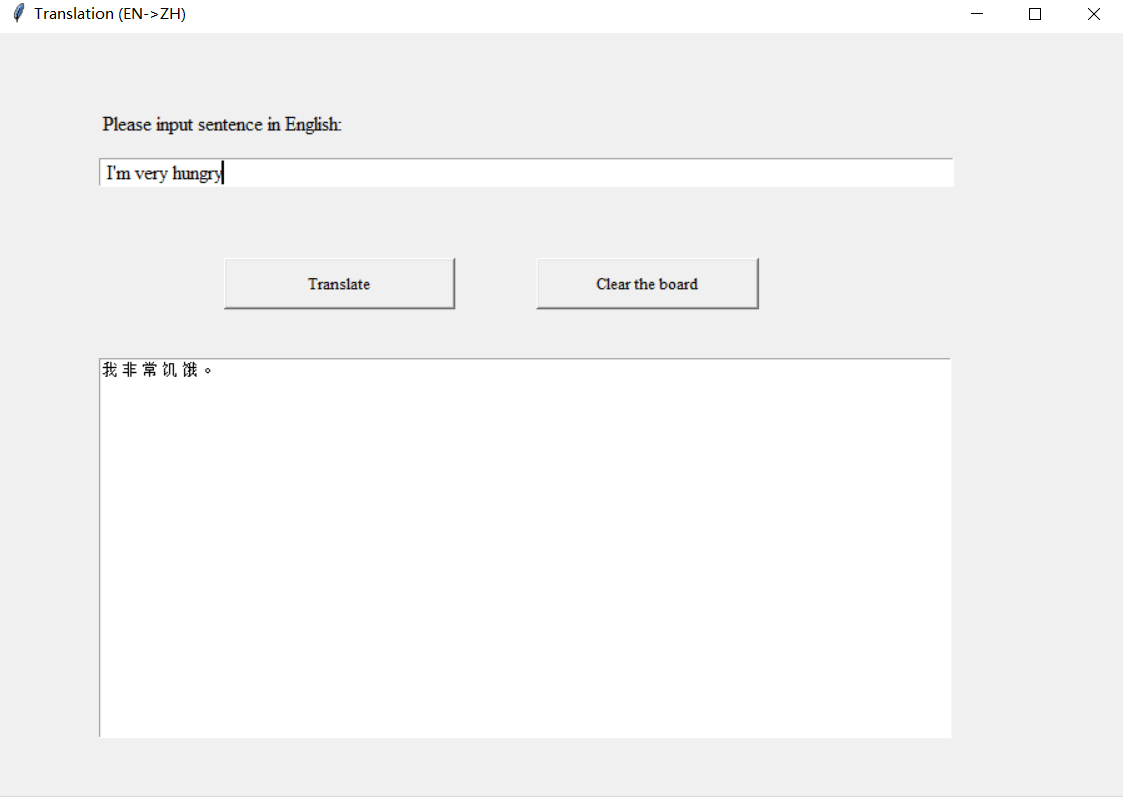 Translation (EN->ZH)
Please input sentence in English:
I'm very hungry
Translate
Clear the board
我 非 常 饥 饿 。